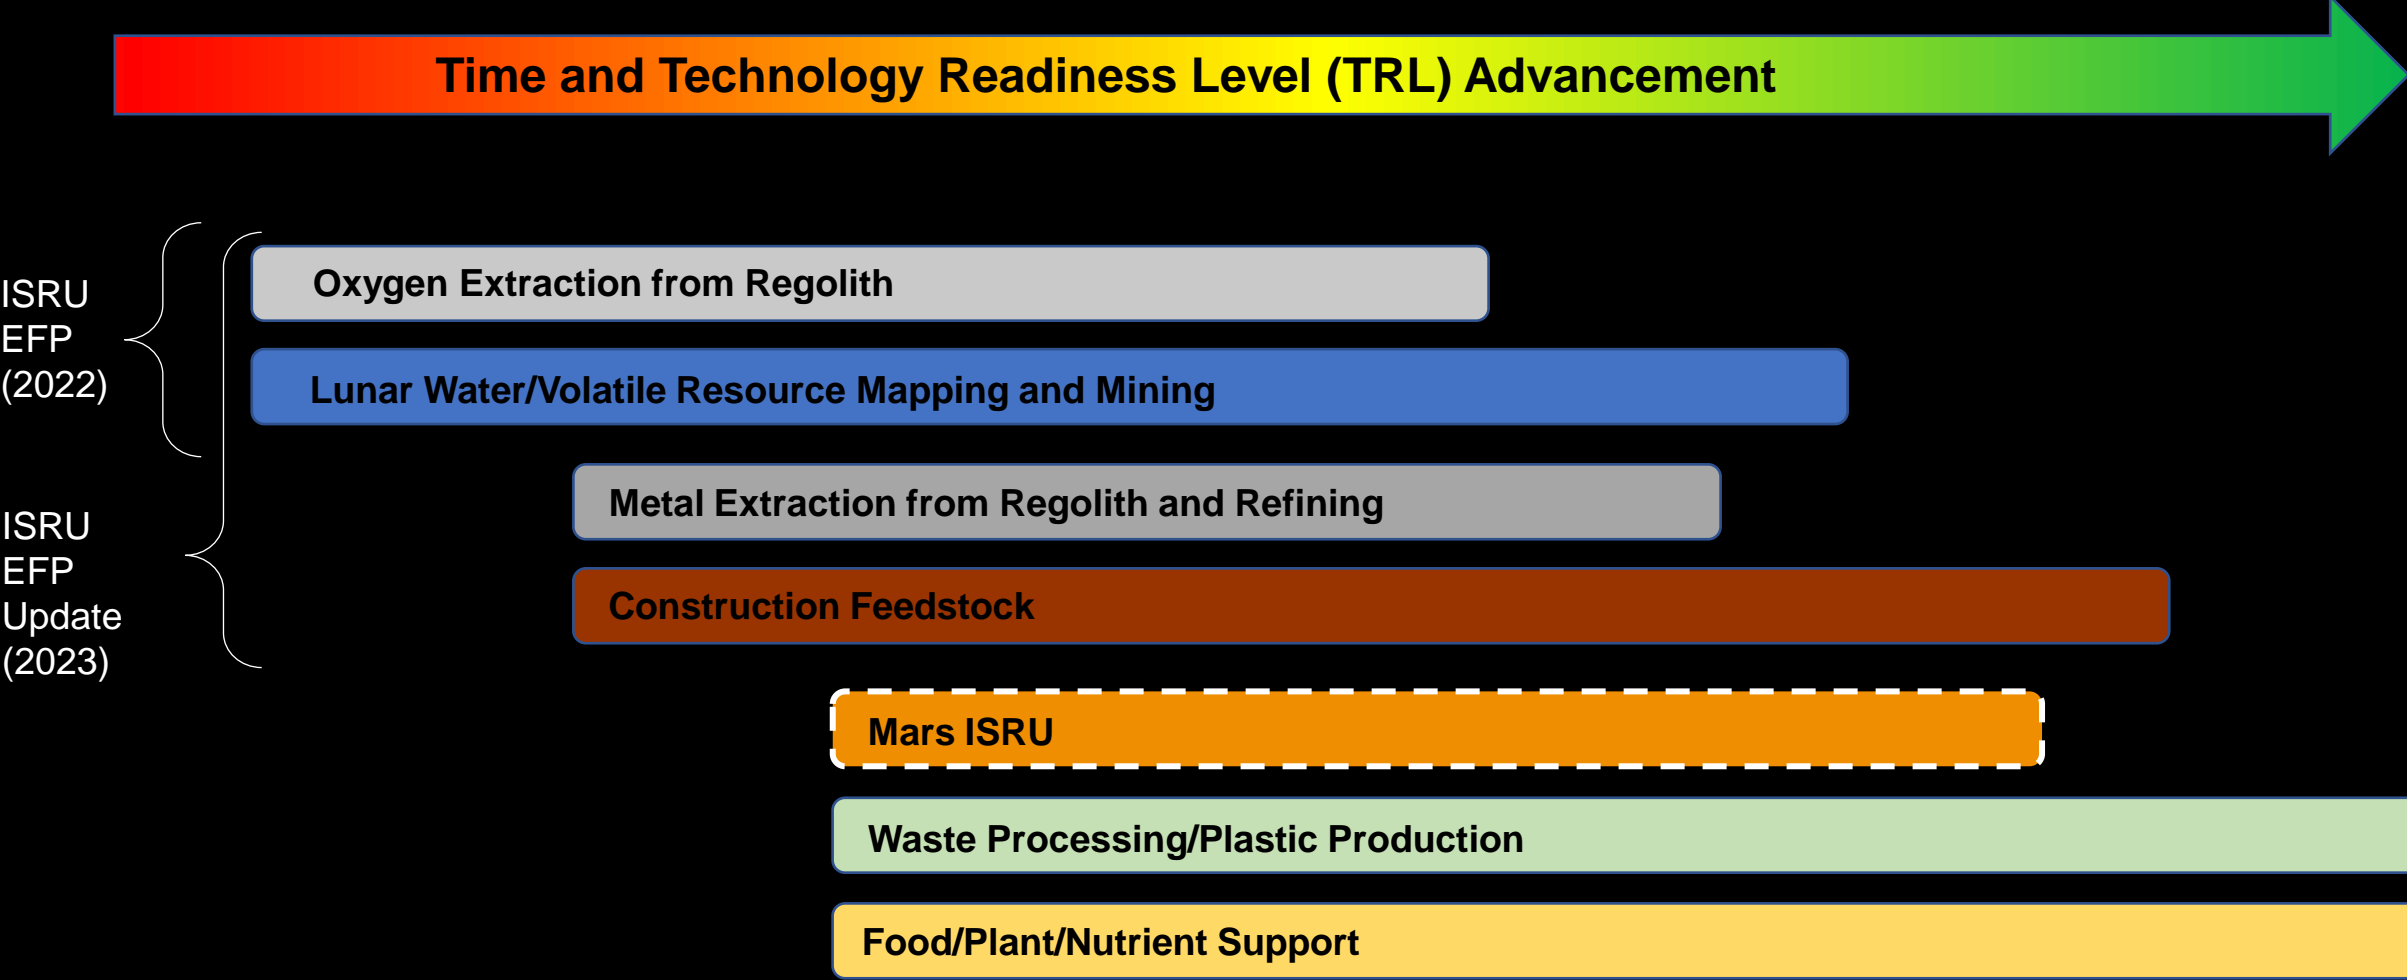 Time and Technology Readiness Level (TRL) Advancement
ISRU
EFP
(2022)
Oxygen Extraction from Regolith
Lunar Water/Volatile Resource Mapping and Mining
ISRU
EFP
Update
(2023)
Metal Extraction from Regolith and Refining
Construction Feedstock
Mars ISRU
Waste Processing/Plastic Production
Food/Plant/Nutrient Support